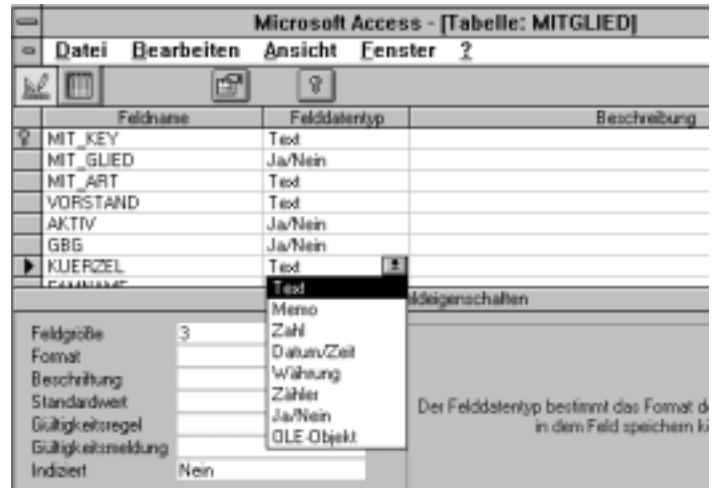 Microsoft Access - [Tabelle: MITGLIED]
Datei Bearbeiten Ansicht Fenster ?
Feldname Felddatentyp Beschreibung
MIT_KEY Text
MIT_GLIED Ja/Nein
MIT_ART Text
VORSTAND Text
AKTIV Ja/Nein
GBG Ja/Nein
KUERZEL Text
FAMNAME
Text
Memo
Zahl
Datum/Zeit
Währung
Zähler
Ja/Nein
OLE-Objekt
ldeigenschaften
Feldgröße 3
Format
Beschriftung
Standardwert
Gültigkeitsregel
Gültigkeitsmeldung
Indiziert Nein
Der Felddatentyp bestimmt das Format d
in dem Feld speichern k